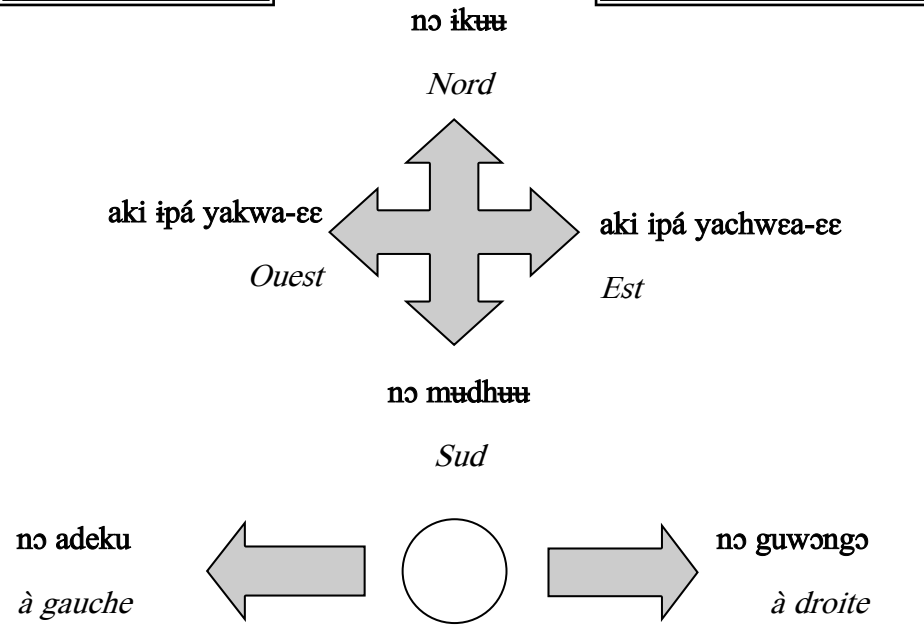 nɔ ɨkʉʉ
Nord
aki ɨpá yakwa-ɛɛ
Ouest
aki ipá yachwɛa-ɛɛ
Est
nɔ mʉdhʉʉ
Sud
nɔ adeku
à gauche
nɔ guwɔngɔ
à droite